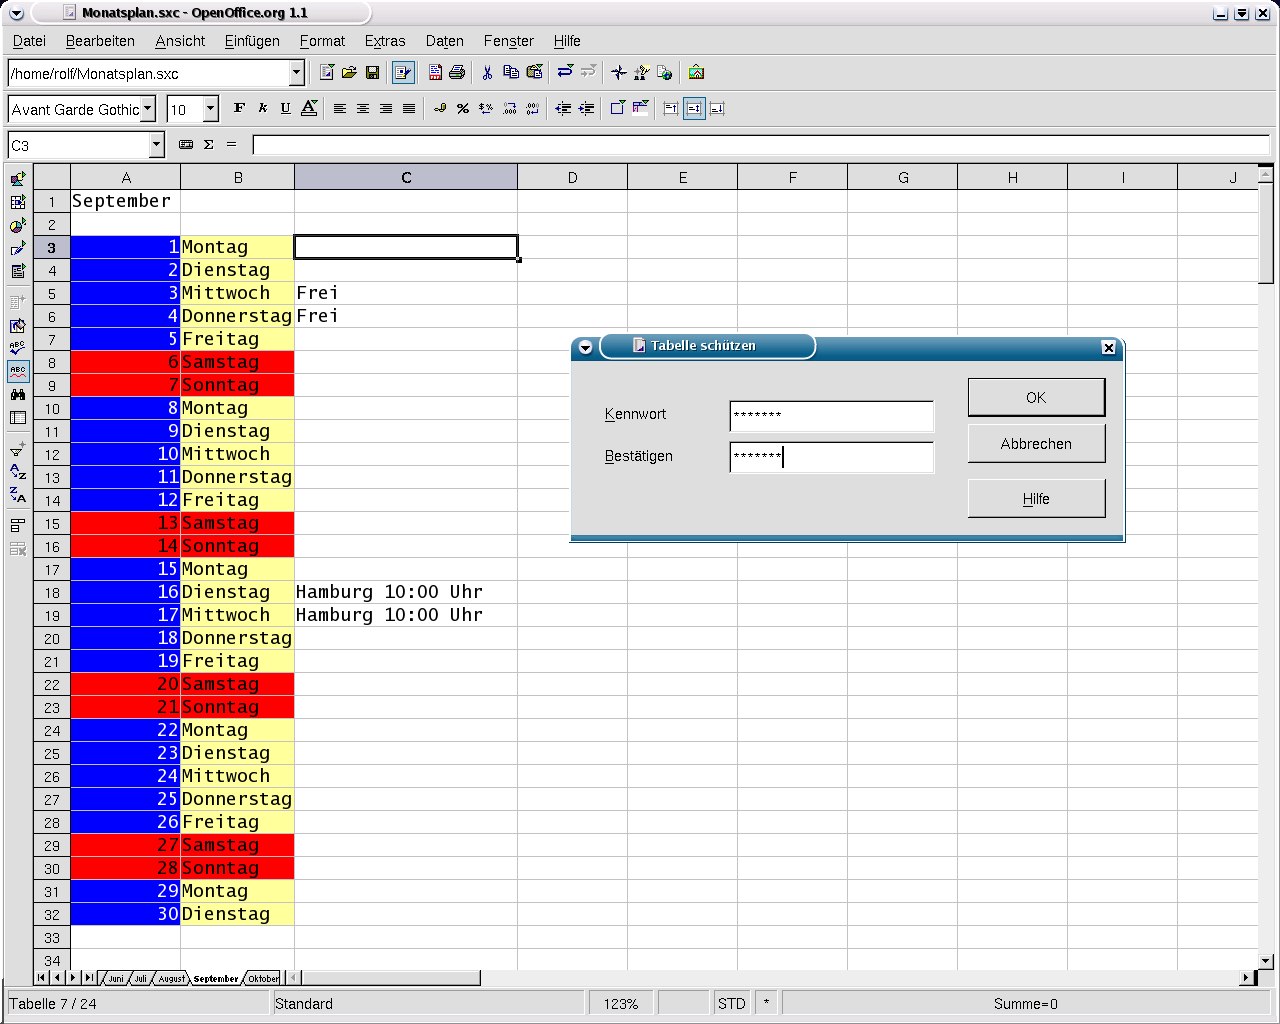 Monatsplan.sxc - OpenOffice.org 1.1
Datei Bearbeiten Ansicht Einfügen Format Extras Daten Fenster Hilfe
/home/rolf/Monatsplan.sxc
Avant Garde Gothic 10 F k U A %
C3 Σ =
A B C D E F G H I J
1 September
2
3 1 Montag
4 2 Dienstag
5 3 Mittwoch Frei
6 4 Donnerstag Frei
7 5 Freitag
8 6 Samstag
9 7 Sonntag
10 8 Montag
11 9 Dienstag
12 10 Mittwoch
13 11 Donnerstag
14 12 Freitag
15 13 Samstag
16 14 Sonntag
17 15 Montag
18 16 Dienstag Hamburg 10:00 Uhr
19 17 Mittwoch Hamburg 10:00 Uhr
20 18 Donnerstag
21 19 Freitag
22 20 Samstag
23 21 Sonntag
24 22 Montag
25 23 Dienstag
26 24 Mittwoch
27 25 Donnerstag
28 26 Freitag
29 27 Samstag
30 28 Sonntag
31 29 Montag
32 30 Dienstag
33
34
Tabelle schützen
Kennwort *******
Bestätigen *******
OK
Abbrechen
Hilfe
Juni Juli August September Oktober
Tabelle 7 / 24 Standard 123% STD * Summe=0